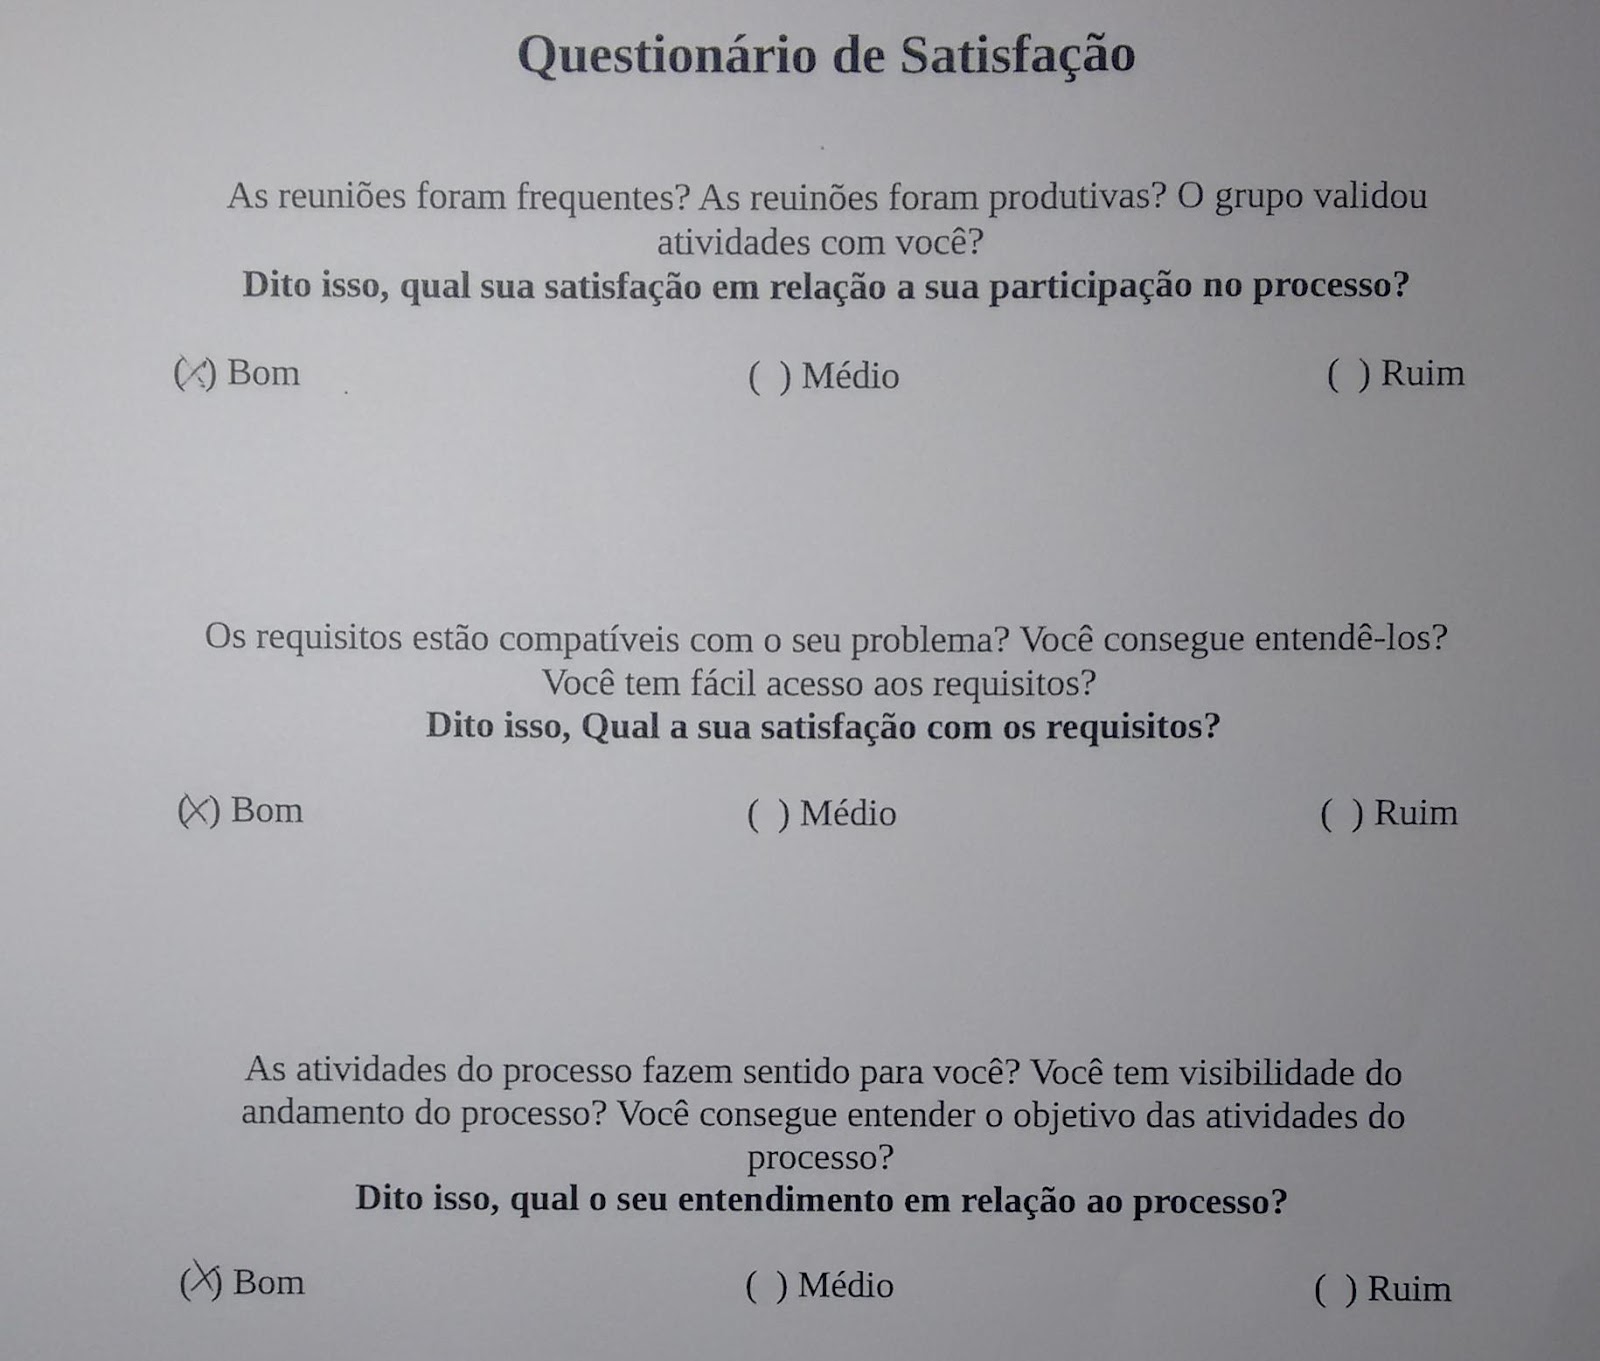 Questionário de Satisfação
As reuniões foram frequentes? As reuinões foram produtivas? O grupo validou
atividades com você?
Dito isso, qual sua satisfação em relação a sua participação no processo?
(X) Bom ( ) Médio ( ) Ruim
Os requisitos estão compatíveis com o seu problema? Você consegue entendê-los?
Você tem fácil acesso aos requisitos?
Dito isso, Qual a sua satisfação com os requisitos?
(X) Bom ( ) Médio ( ) Ruim
As atividades do processo fazem sentido para você? Você tem visibilidade do
andamento do processo? Você consegue entender o objetivo das atividades do
processo?
Dito isso, qual o seu entendimento em relação ao processo?
(X) Bom ( ) Médio ( ) Ruim